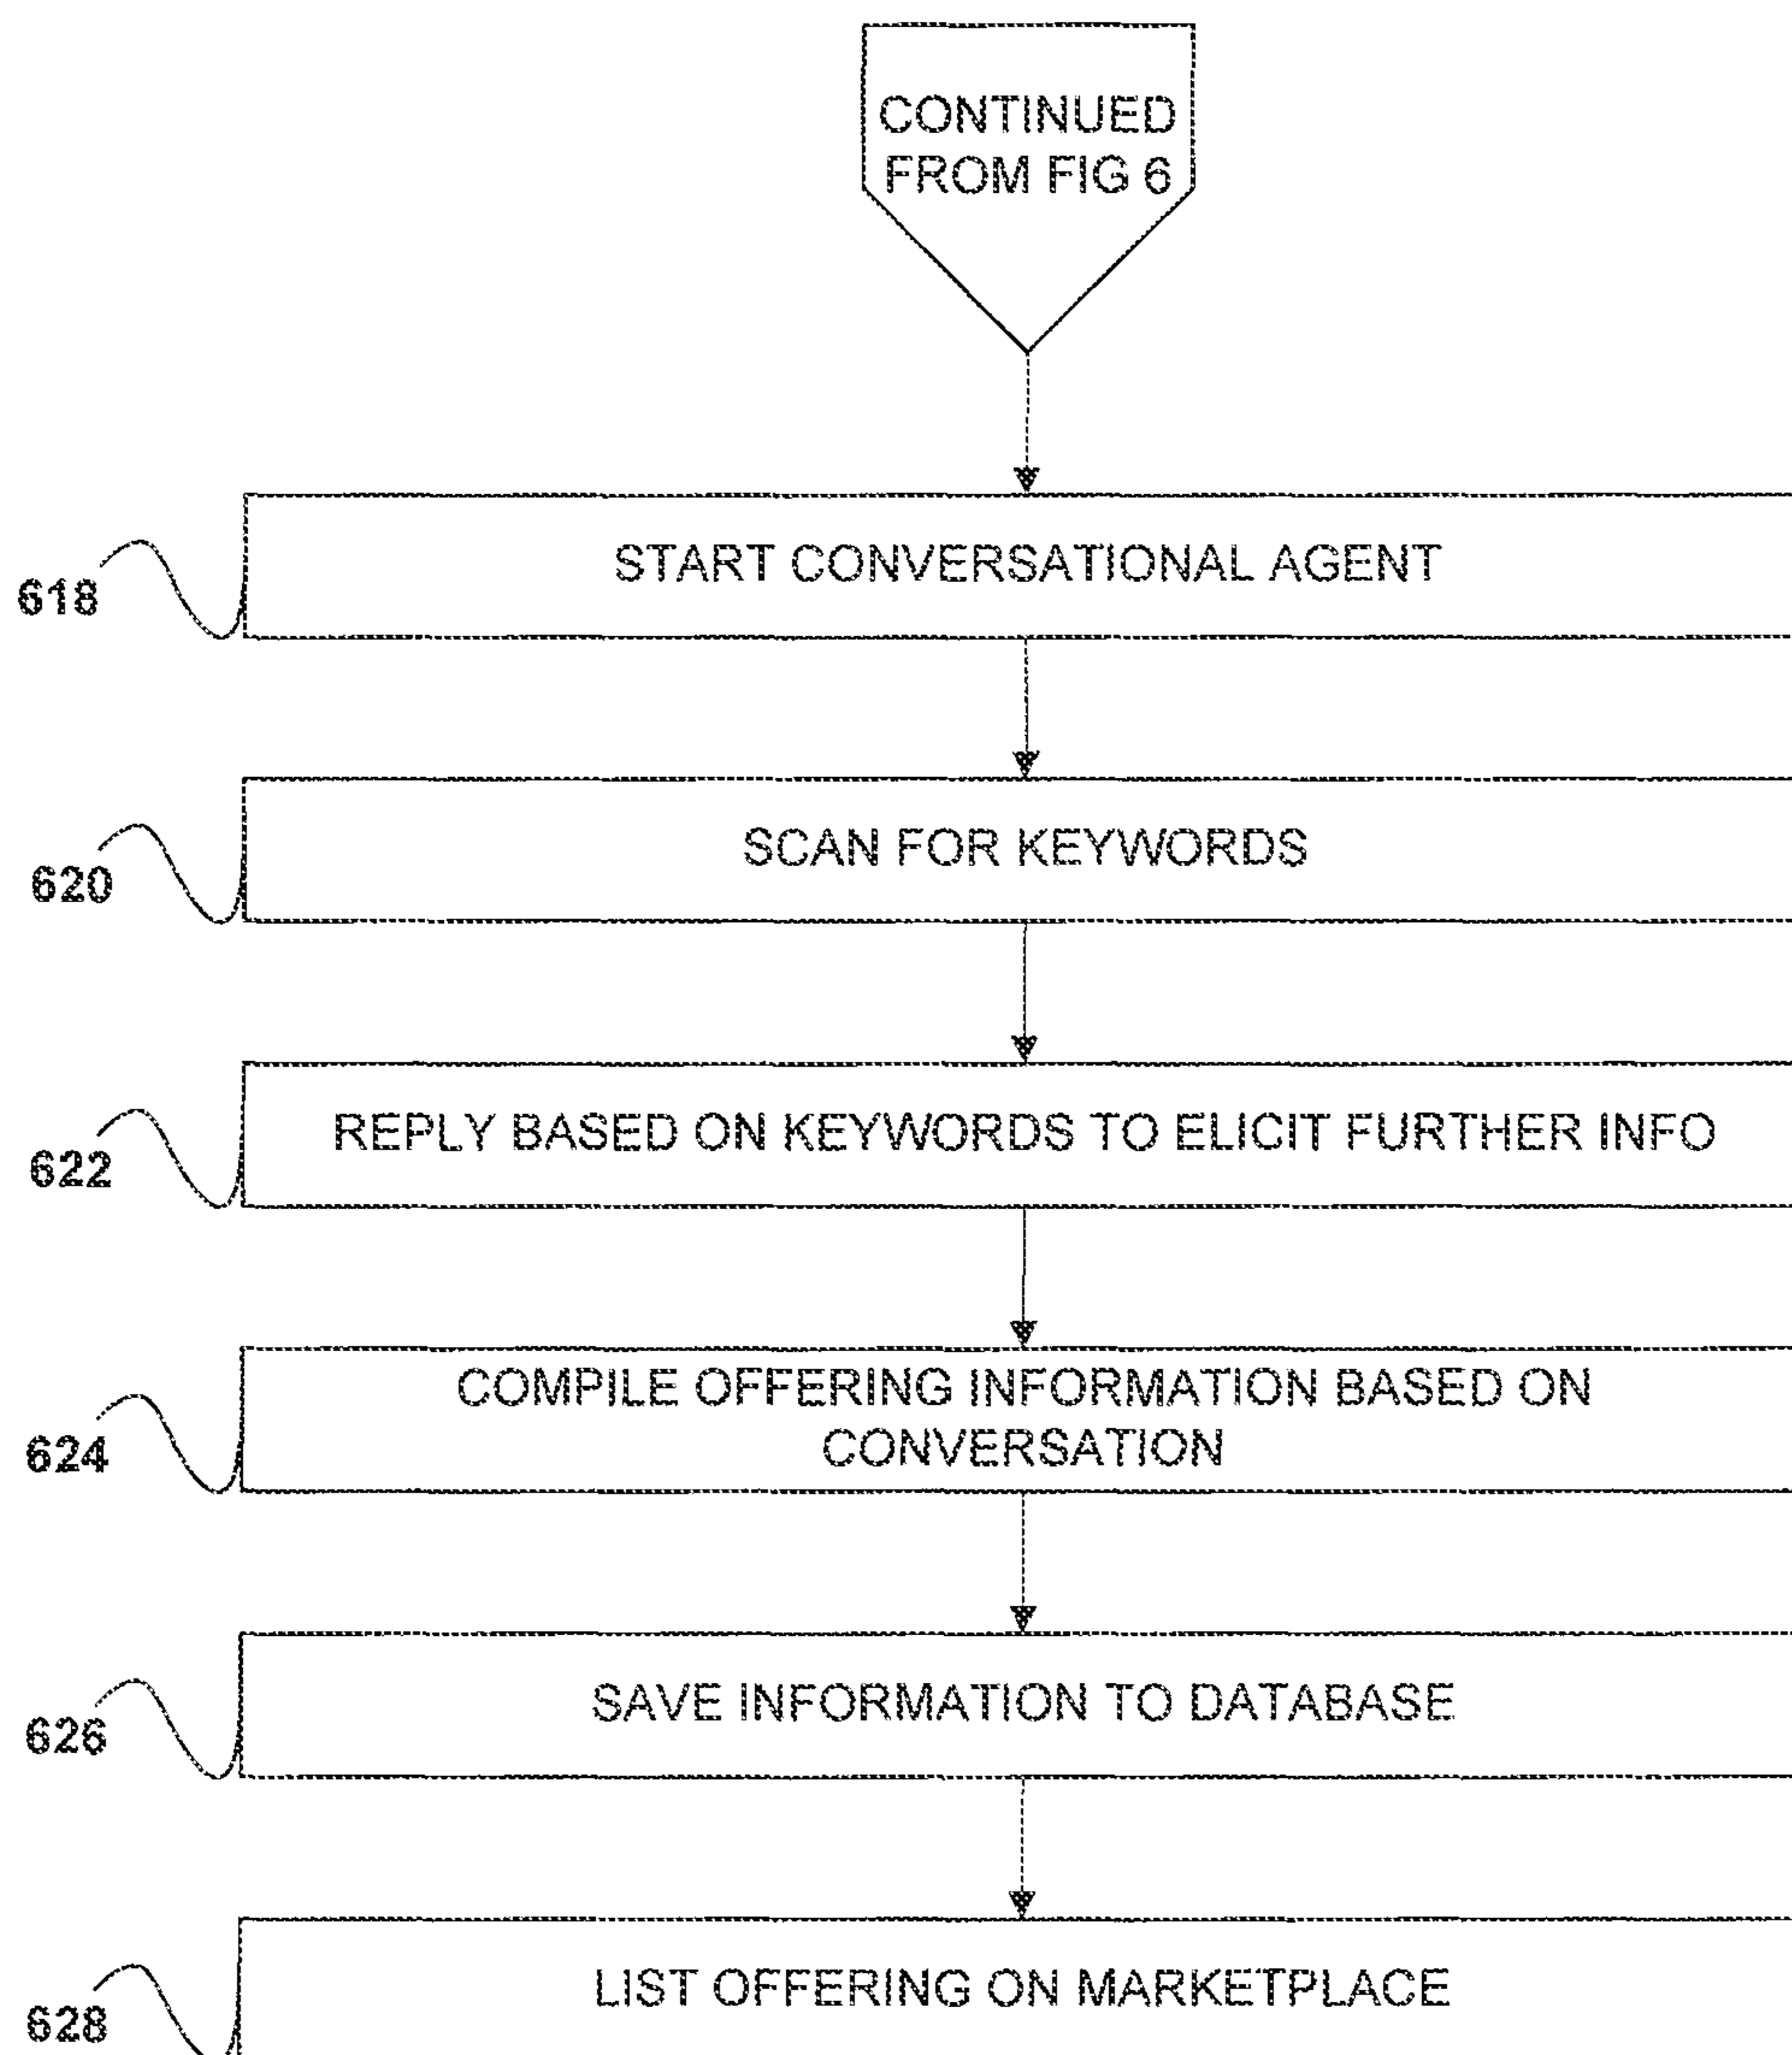 CONTINUED
FROM FIG 6
618
START CONVERSATIONAL AGENT
620
SCAN FOR KEYWORDS
622
REPLY BASED ON KEYWORDS TO ELICIT FURTHER INFO
624
COMPILE OFFERING INFORMATION BASED ON
CONVERSATION
626
SAVE INFORMATION TO DATABASE
628
LIST OFFERING ON MARKETPLACE